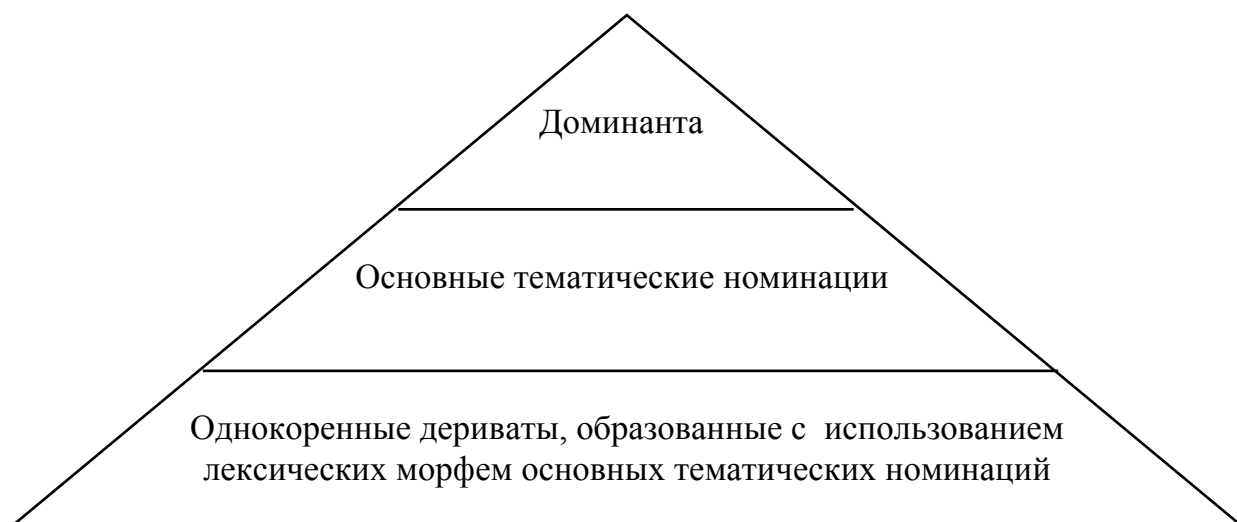 Доминанта
Основные тематические номинации
Однокоренные дериваты, образованные с использованием
лексических морфем основных тематических номинаций